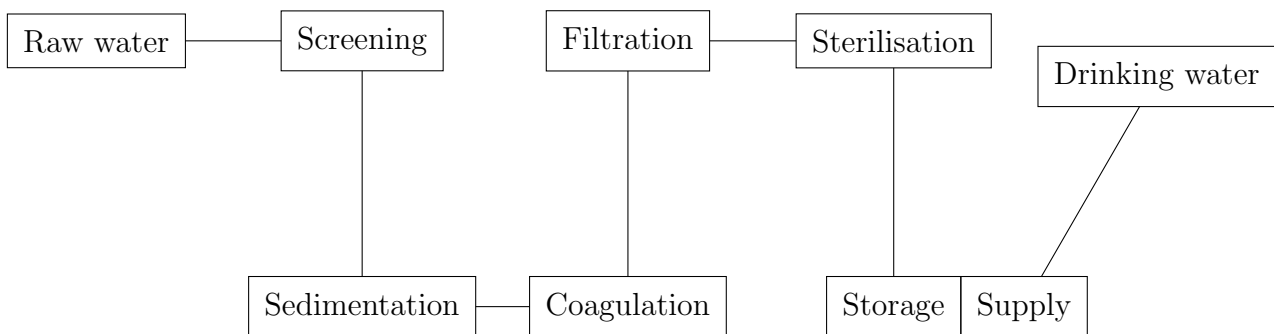 Raw water
Screening
Filtration
Sterilisation
Drinking water
Sedimentation
Coagulation
Storage
Supply